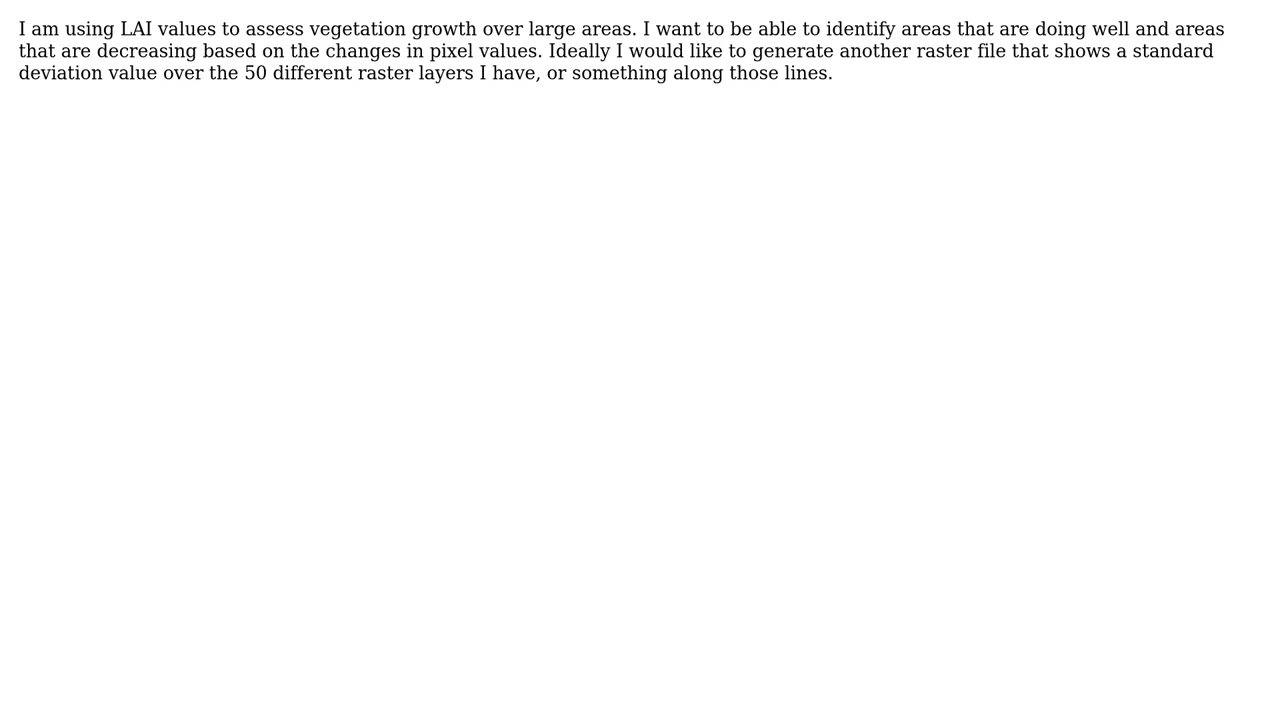 I am using LAI values to assess vegetation growth over large areas. I want to be able to identify areas that are doing well and areas
that are decreasing based on the changes in pixel values. Ideally I would like to generate another raster file that shows a standard
deviation value over the 50 different raster layers I have, or something along those lines.